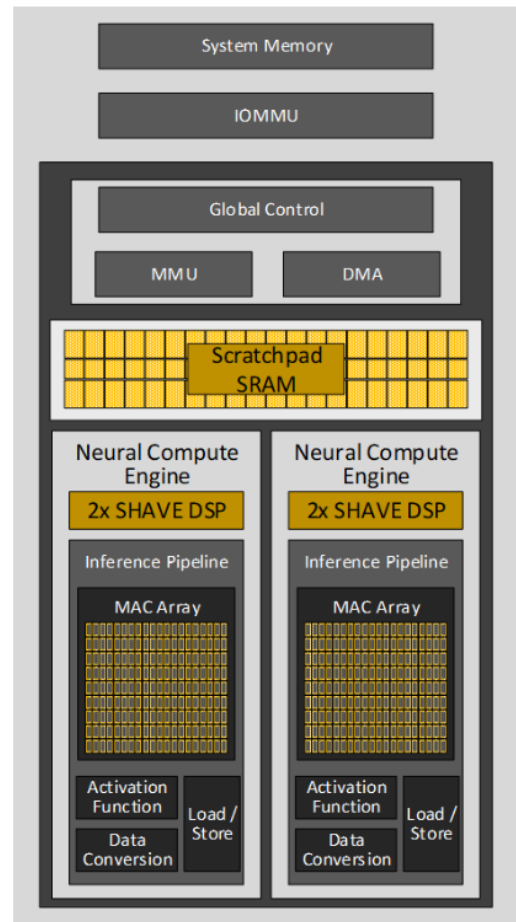 System Memory
IOMMU
Global Control
MMU
DMA
Scratchpad
SRAM
Neural Compute
Engine
2x SHAVE DSP
Inference Pipeline
MAC Array
Activation
Function
Data
Conversion
Load /
Store
Neural Compute
Engine
2x SHAVE DSP
Inference Pipeline
MAC Array
Activation
Function
Data
Conversion
Load /
Store